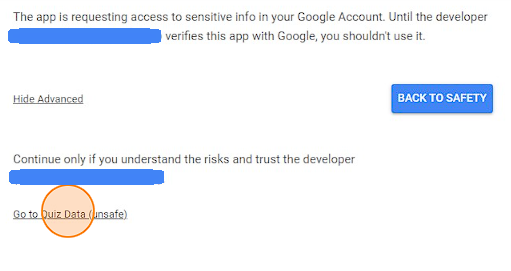 The app is requesting access to sensitive info in your Google Account. Until the developer
verifies this app with Google, you shouldn't use it.
Hide Advanced
BACK TO SAFETY
Continue only if you understand the risks and trust the developer
Go to Quiz Data (unsafe)